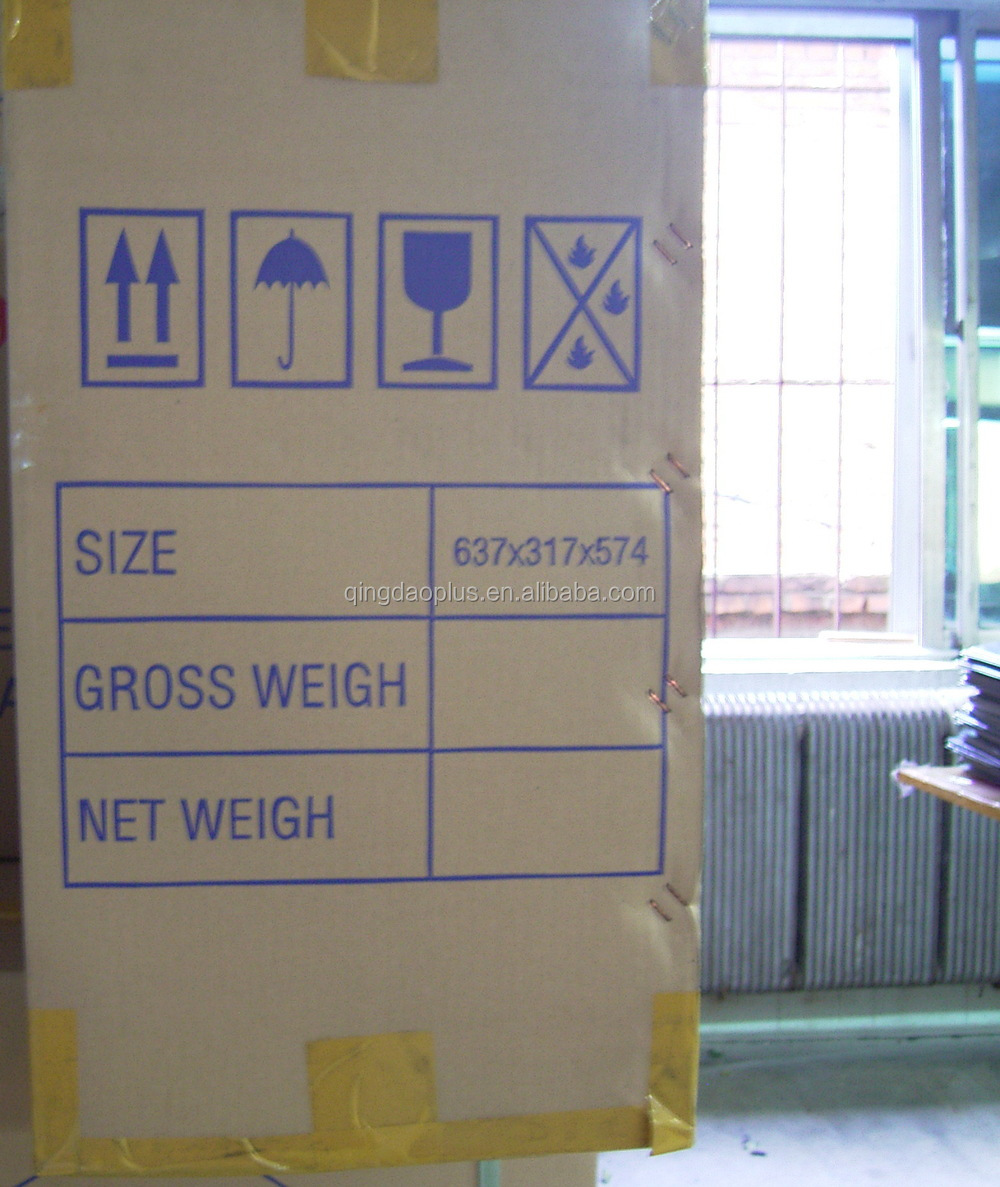 SIZE
637x317x574
qingdaoplus.en.alibaba.com
GROSS WEIGH
NET WEIGH